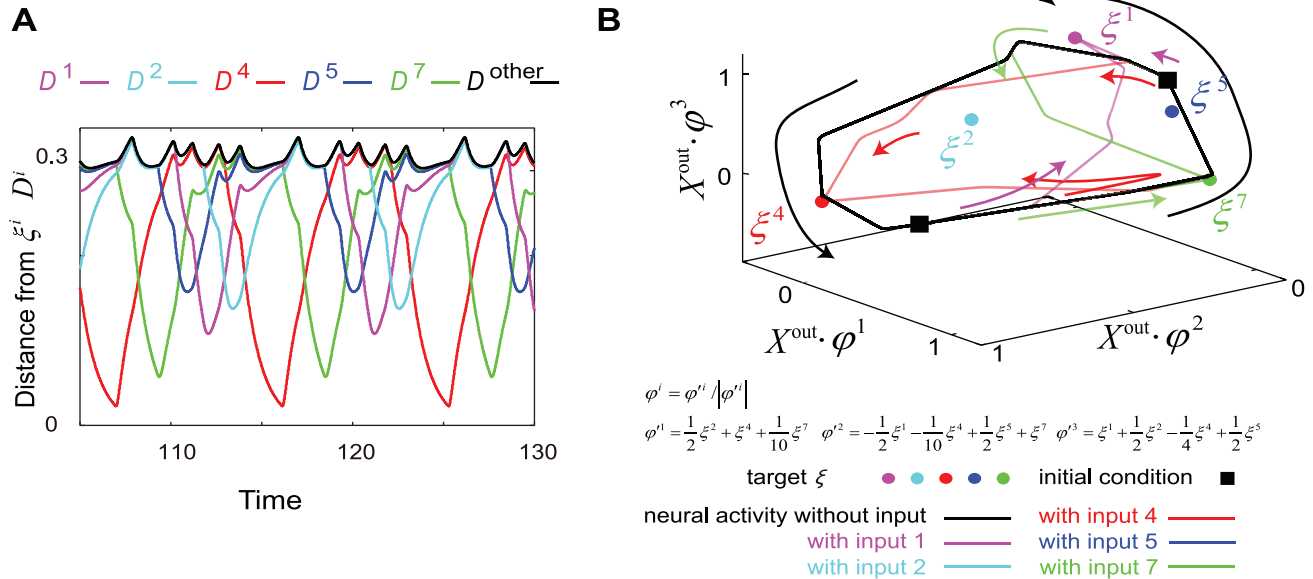 A
D¹ D² D⁴ D⁵ D⁷ D^other
Distance from ξⁱ Dⁱ
0.3
0
110 120 130
Time
B
ξ¹
ξ⁵
ξ²
ξ⁴
ξ⁷
X^out · φ³
1
0
0
1
X^out · φ¹
1
0
X^out · φ²
φⁱ = φ′ⁱ / |φ′ⁱ|
φ′¹ = 1/2 ξ² + ξ⁴ + 1/10 ξ⁷ φ′² = −1/2 ξ¹ − 1/10 ξ⁴ + 1/2 ξ⁵ + ξ⁷ φ′³ = ξ¹ + 1/2 ξ² − 1/4 ξ⁴ + 1/2 ξ⁵
target ξ initial condition
neural activity without input with input 4
with input 1 with input 5
with input 2 with input 7